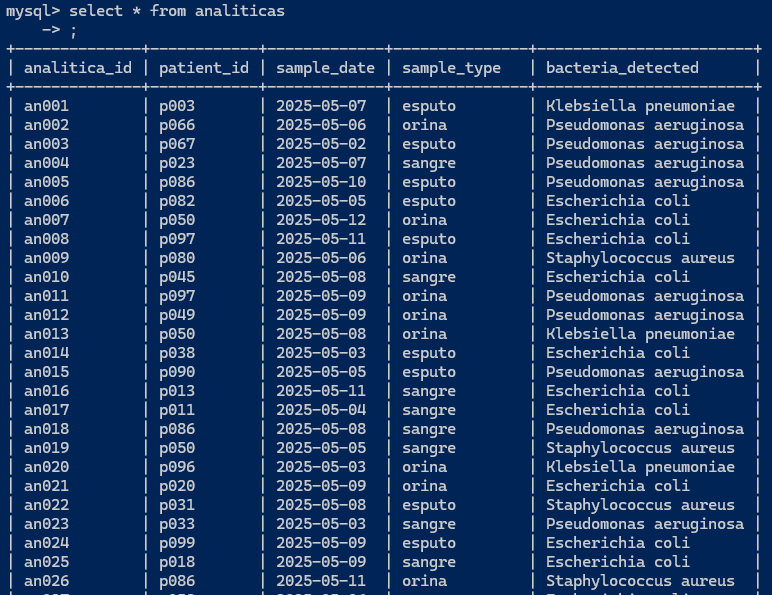 mysql> select * from analiticas
    -> ;
+--------------+------------+-------------+---------------+------------------------+
| analitica_id | patient_id | sample_date | sample_type   | bacteria_detected      |
+--------------+------------+-------------+---------------+------------------------+
| an001        | p003       | 2025-05-07  | esputo        | Klebsiella pneumoniae  |
| an002        | p066       | 2025-05-06  | orina         | Pseudomonas aeruginosa |
| an003        | p067       | 2025-05-02  | esputo        | Pseudomonas aeruginosa |
| an004        | p023       | 2025-05-07  | sangre        | Pseudomonas aeruginosa |
| an005        | p086       | 2025-05-10  | esputo        | Pseudomonas aeruginosa |
| an006        | p082       | 2025-05-05  | esputo        | Escherichia coli       |
| an007        | p050       | 2025-05-12  | orina         | Escherichia coli       |
| an008        | p097       | 2025-05-11  | esputo        | Escherichia coli       |
| an009        | p080       | 2025-05-06  | orina         | Staphylococcus aureus  |
| an010        | p045       | 2025-05-08  | sangre        | Escherichia coli       |
| an011        | p097       | 2025-05-09  | orina         | Pseudomonas aeruginosa |
| an012        | p049       | 2025-05-09  | orina         | Pseudomonas aeruginosa |
| an013        | p050       | 2025-05-08  | orina         | Klebsiella pneumoniae  |
| an014        | p038       | 2025-05-03  | esputo        | Escherichia coli       |
| an015        | p090       | 2025-05-05  | esputo        | Pseudomonas aeruginosa |
| an016        | p013       | 2025-05-11  | sangre        | Escherichia coli       |
| an017        | p011       | 2025-05-04  | sangre        | Escherichia coli       |
| an018        | p086       | 2025-05-08  | sangre        | Pseudomonas aeruginosa |
| an019        | p050       | 2025-05-05  | sangre        | Staphylococcus aureus  |
| an020        | p096       | 2025-05-03  | orina         | Klebsiella pneumoniae  |
| an021        | p020       | 2025-05-09  | orina         | Escherichia coli       |
| an022        | p031       | 2025-05-08  | esputo        | Staphylococcus aureus  |
| an023        | p033       | 2025-05-03  | sangre        | Pseudomonas aeruginosa |
| an024        | p099       | 2025-05-09  | esputo        | Escherichia coli       |
| an025        | p018       | 2025-05-09  | sangre        | Escherichia coli       |
| an026        | p086       | 2025-05-11  | orina         | Staphylococcus aureus  |